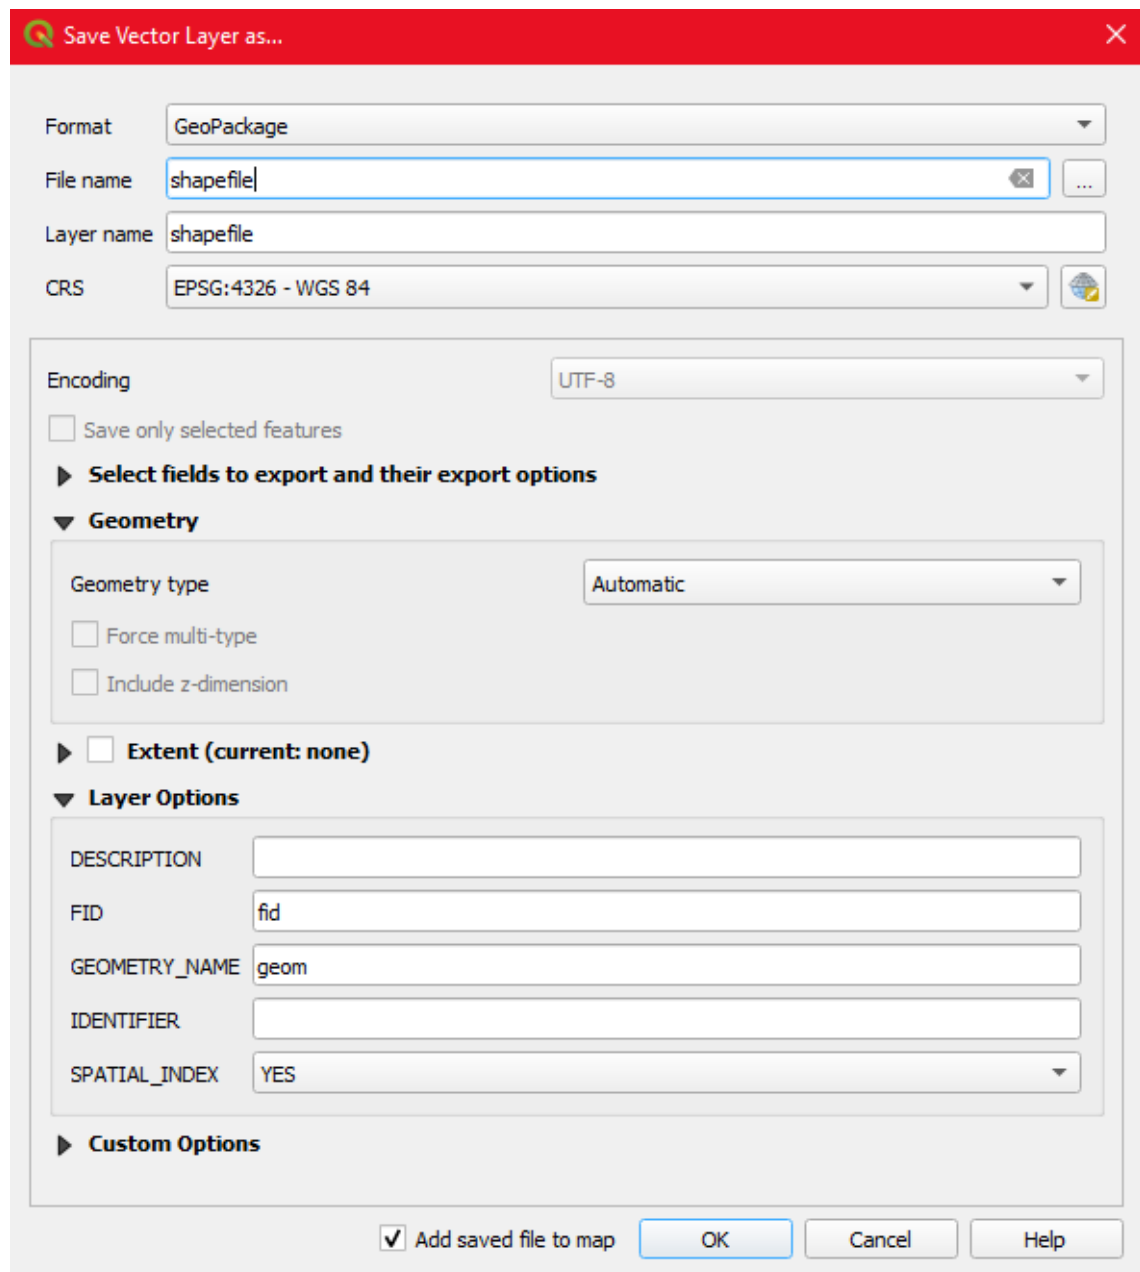 Save Vector Layer as...
Format GeoPackage
File name shapefile ...
Layer name shapefile
CRS EPSG:4326 - WGS 84
Encoding UTF-8
Save only selected features
Select fields to export and their export options
Geometry
Geometry type Automatic
Force multi-type
Include z-dimension
Extent (current: none)
Layer Options
DESCRIPTION
FID fid
GEOMETRY_NAME geom
IDENTIFIER
SPATIAL_INDEX YES
Custom Options
Add saved file to map OK Cancel Help